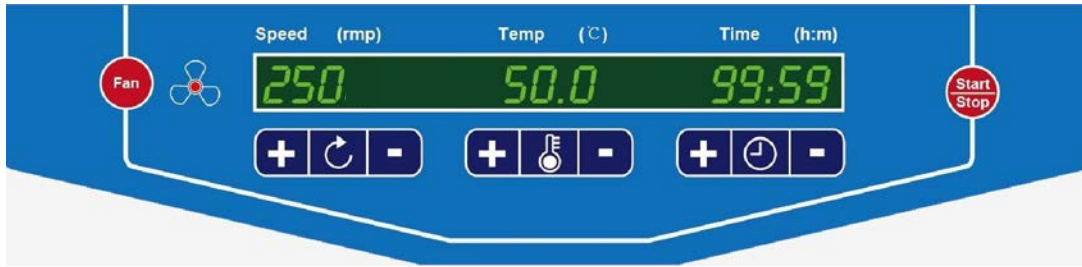 Speed (rmp) Temp (℃) Time (h:m)
Fan 250 50.0 99:59 Start
Stop
+ - + - + -